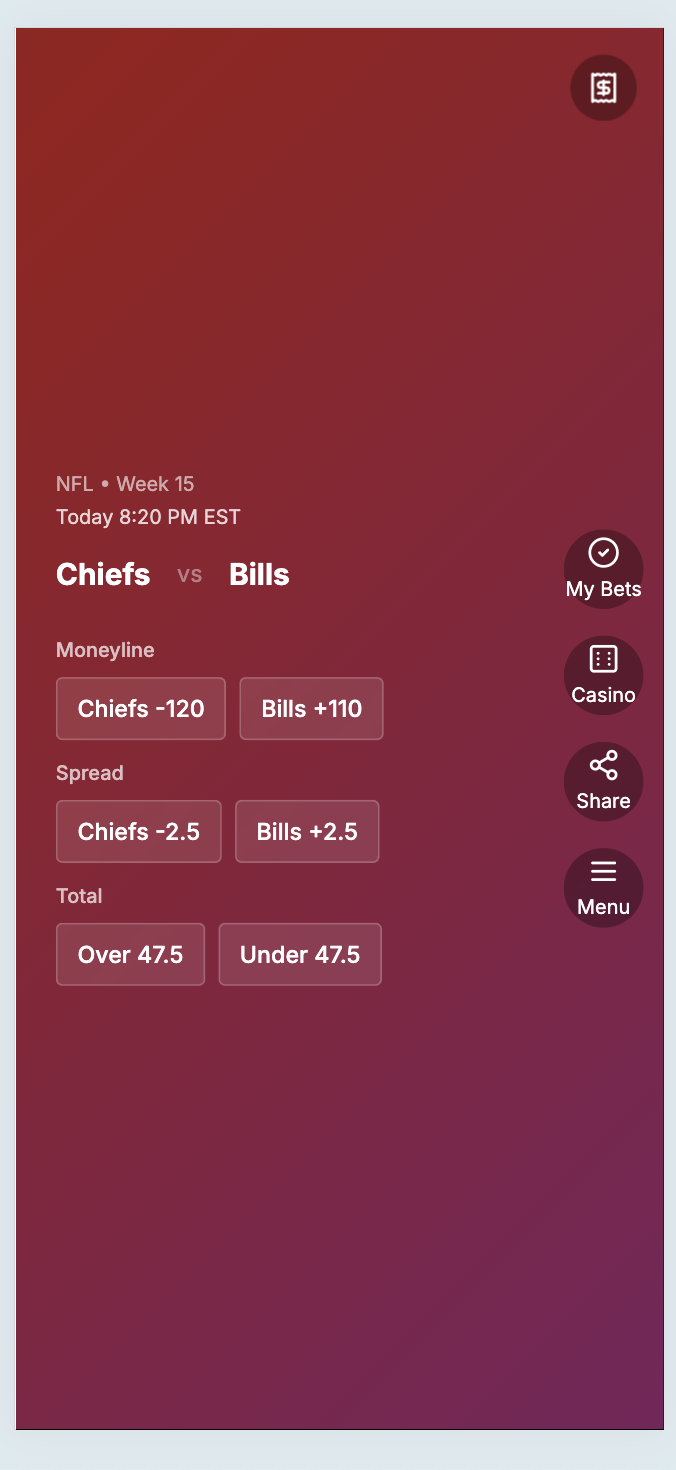 NFL • Week 15
Today 8:20 PM EST
Chiefs vs Bills
Moneyline
Chiefs -120 Bills +110
Spread
Chiefs -2.5 Bills +2.5
Total
Over 47.5 Under 47.5
$
My Bets
Casino
Share
Menu